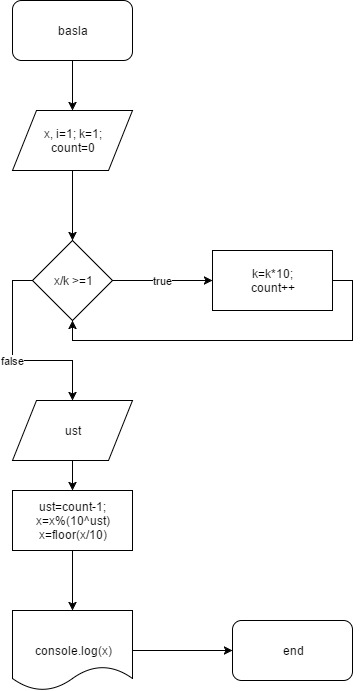 basla
x, i=1; k=1;
count=0
x/k >=1
true
k=k*10;
count++
false
ust
ust=count-1;
x=x%(10^ust)
x=floor(x/10)
console.log(x)
end